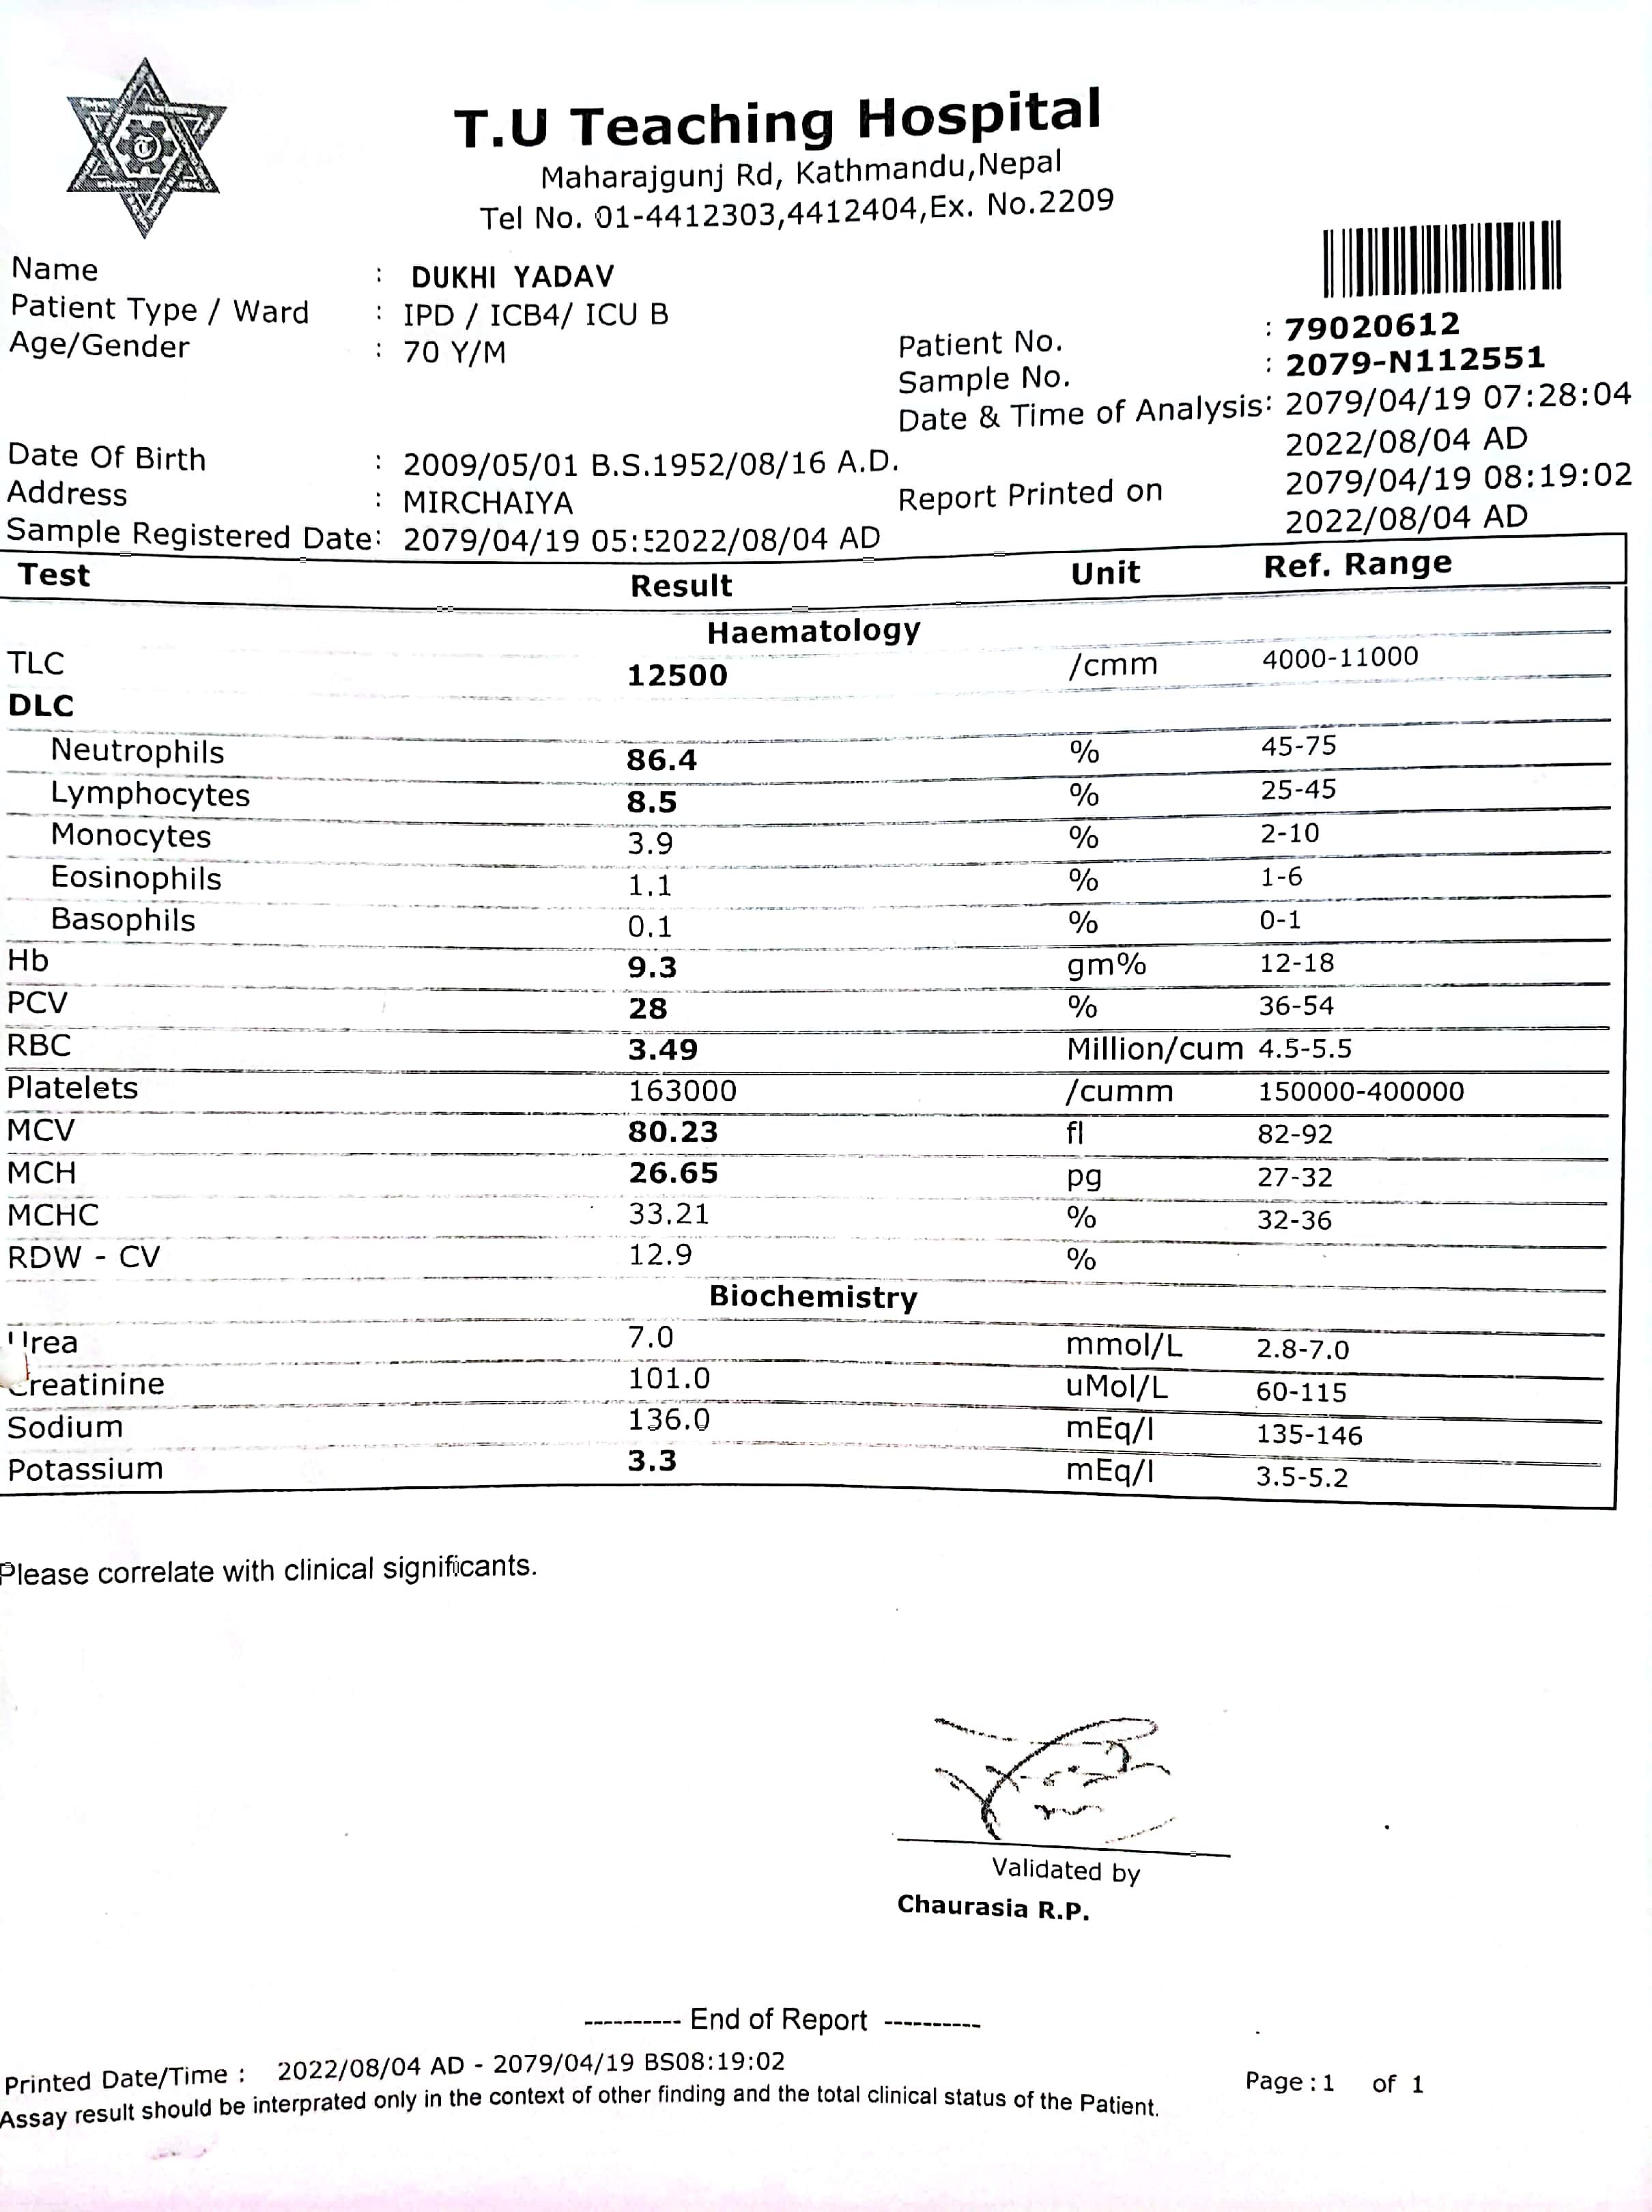 T.U Teaching Hospital
Maharajgunj Rd, Kathmandu,Nepal
Tel No. 01-4412303,4412404,Ex. No.2209
Name : DUKHI YADAV
Patient Type / Ward : IPD / ICB4/ ICU B
Age/Gender : 70 Y/M
Patient No. : 79020612
Sample No. : 2079-N112551
Date & Time of Analysis: 2079/04/19 07:28:04
2022/08/04 AD
Date Of Birth : 2009/05/01 B.S.1952/08/16 A.D.
Address : MIRCHAIYA
Report Printed on 2079/04/19 08:19:02
2022/08/04 AD
Sample Registered Date: 2079/04/19 05:52022/08/04 AD
Test Result Unit Ref. Range
Haematology
TLC 12500 /cmm 4000-11000
DLC
Neutrophils 86.4 % 45-75
Lymphocytes 8.5 % 25-45
Monocytes 3.9 % 2-10
Eosinophils 1.1 % 1-6
Basophils 0.1 % 0-1
Hb 9.3 gm% 12-18
PCV 28 % 36-54
RBC 3.49 Million/cum 4.5-5.5
Platelets 163000 /cumm 150000-400000
MCV 80.23 fl 82-92
MCH 26.65 pg 27-32
MCHC 33.21 % 32-36
RDW - CV 12.9 %
Biochemistry
Urea 7.0 mmol/L 2.8-7.0
Creatinine 101.0 uMol/L 60-115
Sodium 136.0 mEq/l 135-146
Potassium 3.3 mEq/l 3.5-5.2
Please correlate with clinical significants.
Validated by
Chaurasia R.P.
---------- End of Report ----------
Printed Date/Time : 2022/08/04 AD - 2079/04/19 BS08:19:02
Page : 1 of 1
Assay result should be interprated only in the context of other finding and the total clinical status of the Patient.